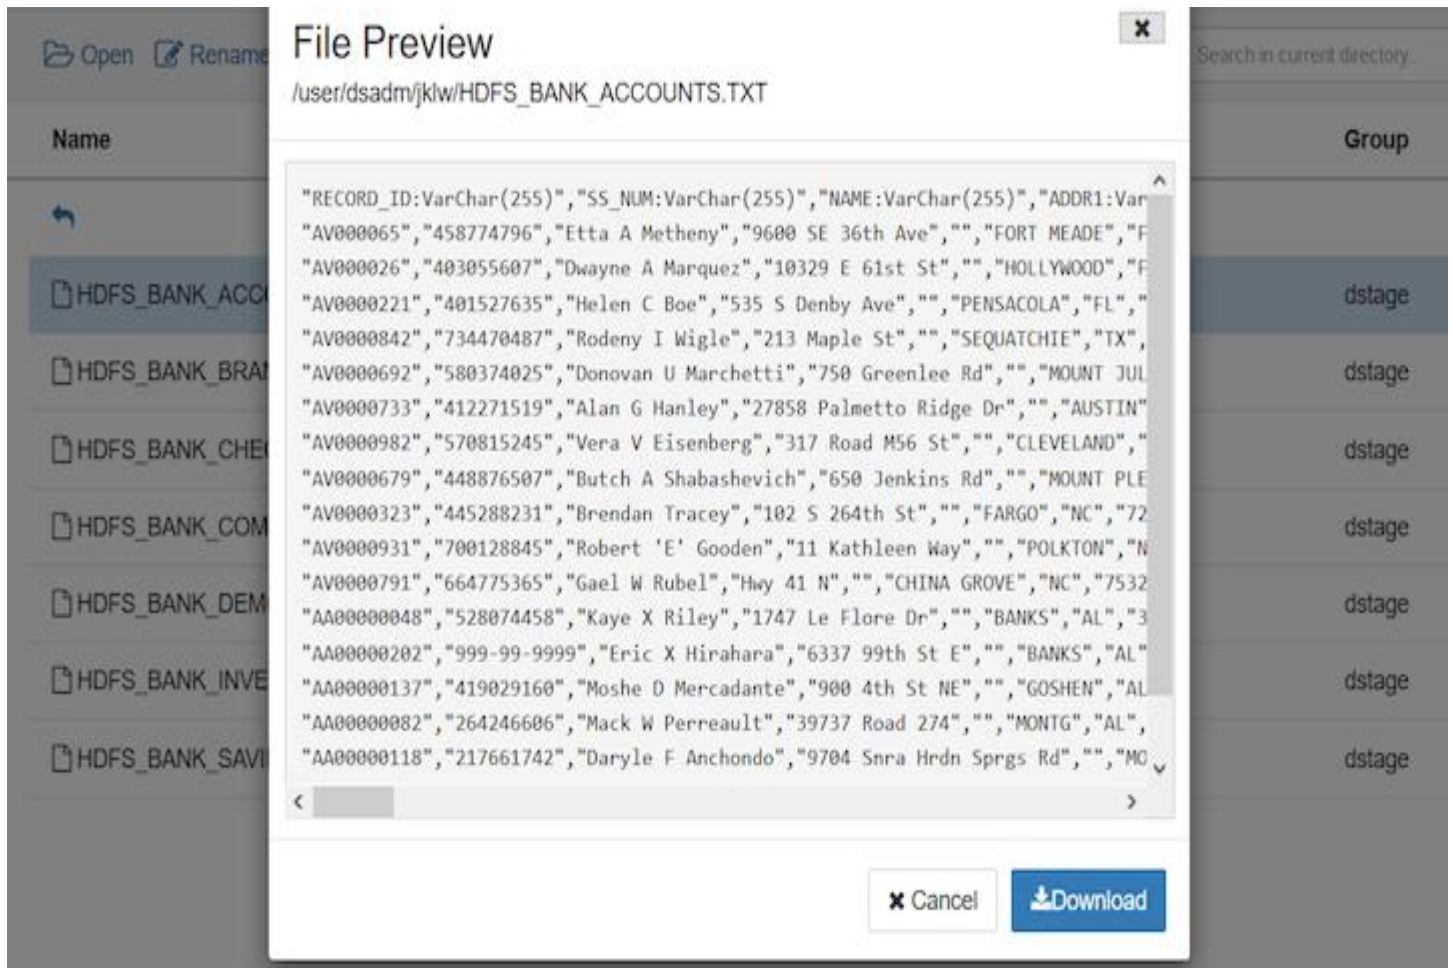 Open Rename
File Preview
/user/dsadm/jklw/HDFS_BANK_ACCOUNTS.TXT
Search in current directory.
Name
Group
"RECORD_ID:VarChar(255)","SS_NUM:VarChar(255)","NAME:VarChar(255)","ADDR1:Var
"AV000065","458774796","Etta A Metheny","9600 SE 36th Ave","","FORT MEADE","F
"AV000026","403055607","Dwayne A Marquez","10329 E 61st St","","HOLLYWOOD","F
"AV0000221","401527635","Helen C Boe","535 S Denby Ave","","PENSACOLA","FL","
"AV0000842","734470487","Rodeny I Wigle","213 Maple St","","SEQUATCHIE","TX",
"AV0000692","580374025","Donovan U Marchetti","750 Greenlee Rd","","MOUNT JUL
"AV0000733","412271519","Alan G Hanley","27858 Palmetto Ridge Dr","","AUSTIN"
"AV0000982","570815245","Vera V Eisenberg","317 Road M56 St","","CLEVELAND","
"AV0000679","448876507","Butch A Shabashevich","650 Jenkins Rd","","MOUNT PLE
"AV0000323","445288231","Brendan Tracey","102 S 264th St","","FARGO","NC","72
"AV0000931","700128845","Robert 'E' Gooden","11 Kathleen Way","","POLKTON","N
"AV0000791","664775365","Gael W Rubel","Hwy 41 N","","CHINA GROVE","NC","7532
"AA00000048","528074458","Kaye X Riley","1747 Le Flore Dr","","BANKS","AL","3
"AA00000202","999-99-9999","Eric X Hirahara","6337 99th St E","","BANKS","AL"
"AA00000137","419029160","Moshe D Mercadante","900 4th St NE","","GOSHEN","AL
"AA00000082","264246606","Mack W Perreault","39737 Road 274","","MONTG","AL",
"AA00000118","217661742","Daryle F Anchondo","9704 Snra Hrdn Sprgs Rd","","MO
HDFS_BANK_ACCO dstage
HDFS_BANK_BRAN dstage
HDFS_BANK_CHE dstage
HDFS_BANK_COM dstage
HDFS_BANK_DEM dstage
HDFS_BANK_INVE dstage
HDFS_BANK_SAVI dstage
Cancel Download